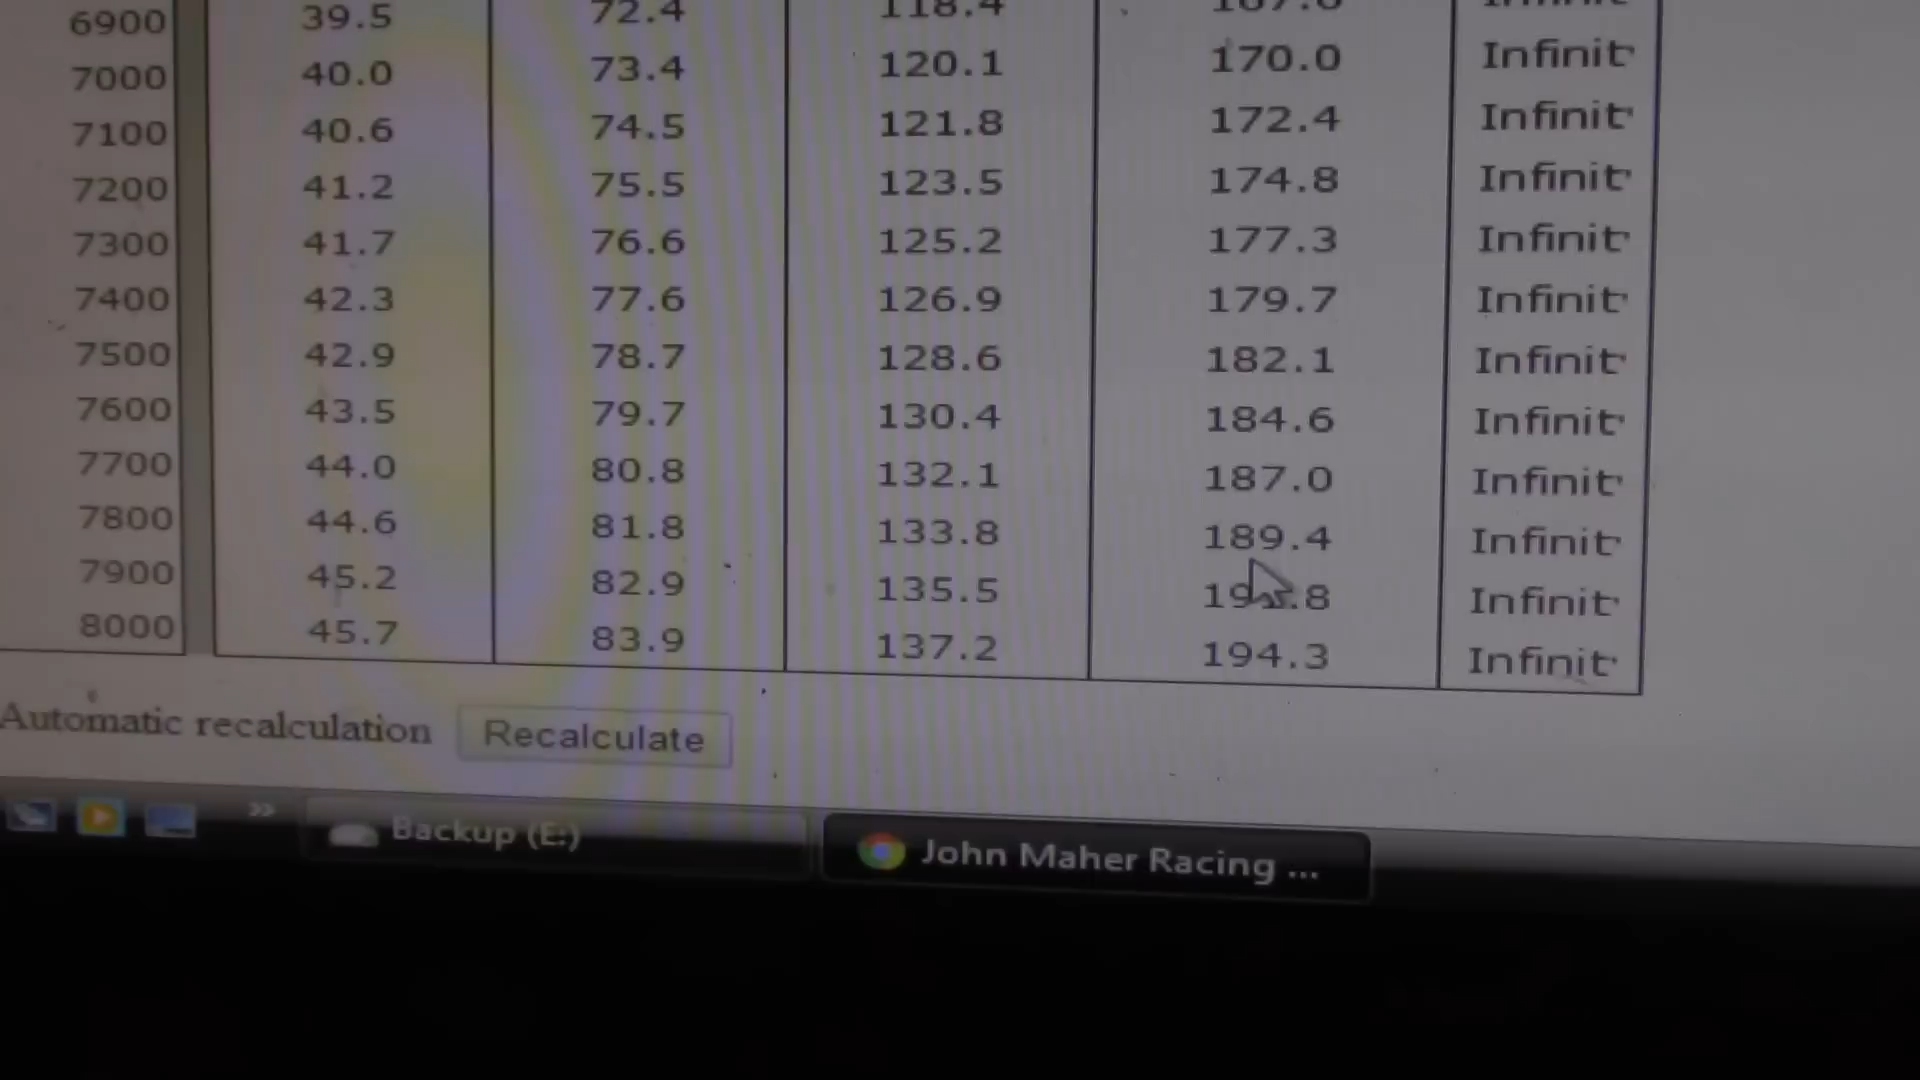 6900 39.5 72.4 118.4
7000 40.0 73.4 120.1 170.0 Infinit
7100 40.6 74.5 121.8 172.4 Infinit
7200 41.2 75.5 123.5 174.8 Infinit
7300 41.7 76.6 125.2 177.3 Infinit
7400 42.3 77.6 126.9 179.7 Infinit
7500 42.9 78.7 128.6 182.1 Infinit
7600 43.5 79.7 130.4 184.6 Infinit
7700 44.0 80.8 132.1 187.0 Infinit
7800 44.6 81.8 133.8 189.4 Infinit
7900 45.2 82.9 135.5 Infinit
8000 45.7 83.9 137.2 194.3 Infinit
Automatic recalculation Recalculate
» Backup (E:) John Maher Racing ...